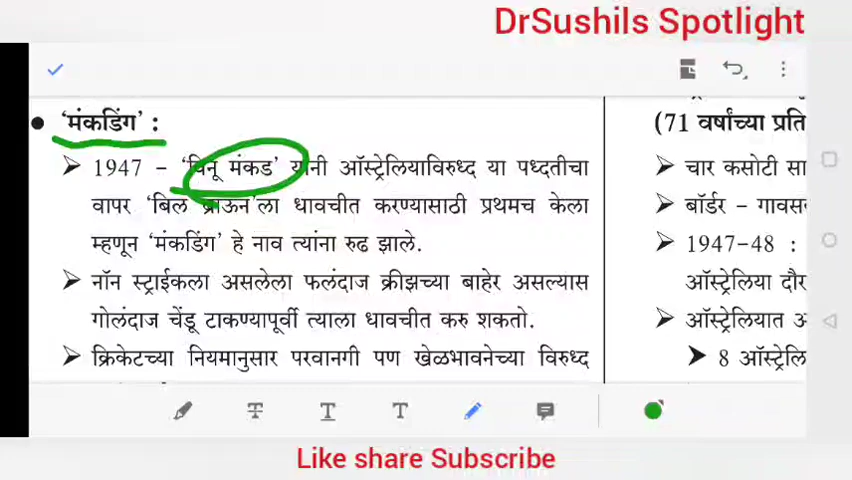 DrSushils Spotlight
● 'मंकडिंग' :
➤ 1947 – 'विनू मंकड' यांनी ऑस्ट्रेलियाविरुध्द या पध्दतीचा
वापर 'बिल ब्राऊन'ला धावचीत करण्यासाठी प्रथमच केला
म्हणून 'मंकडिंग' हे नाव त्यांना रुढ झाले.
➤ नॉन स्ट्राईकला असलेला फलंदाज क्रीझच्या बाहेर असल्यास
गोलंदाज चेंडू टाकण्यापूर्वी त्याला धावचीत करु शकतो.
➤ क्रिकेटच्या नियमानुसार परवानगी पण खेळभावनेच्या विरुध्द
(71 वर्षांच्या प्रति
➤ चार कसोटी सा
➤ बॉर्डर – गावस
➤ 1947-48 :
ऑस्ट्रेलिया दौर
➤ ऑस्ट्रेलियात अ
➤ 8 ऑस्ट्रेलि
T T T
Like share Subscribe